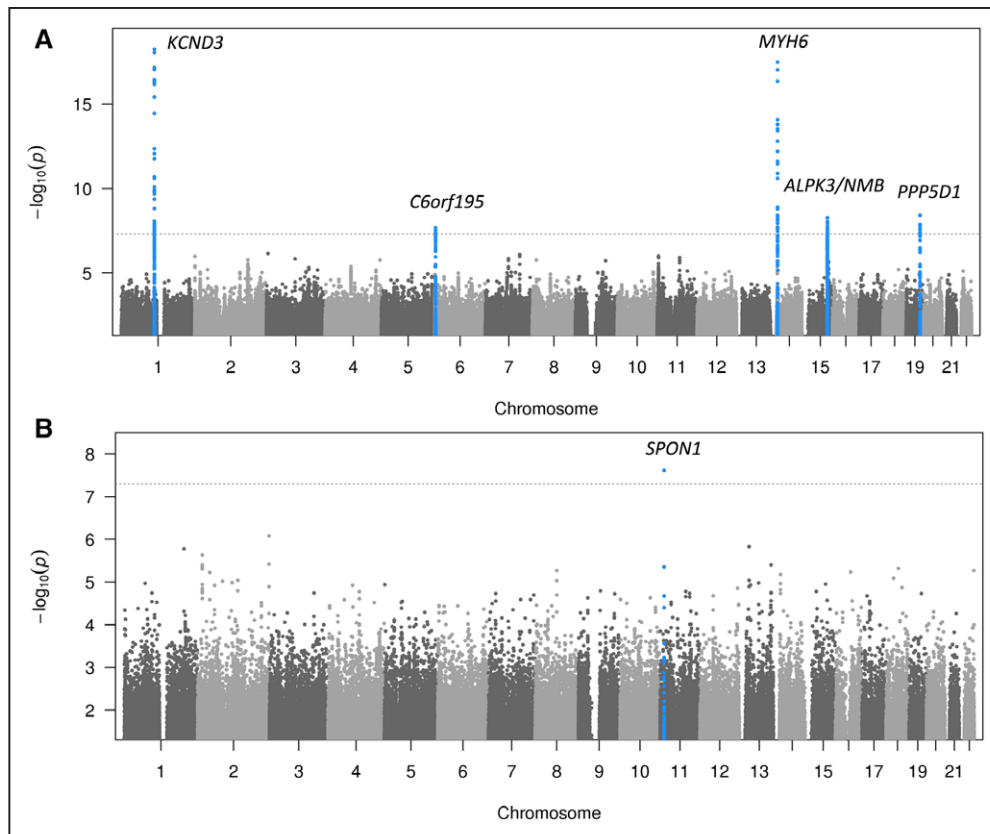 A
KCND3
MYH6
C6orf195
ALPK3/NMB
PPP5D1
−log10(p)
15
10
5
1 2 3 4 5 6 7 8 9 10 11 12 13 15 17 19 21
Chromosome
B
SPON1
−log10(p)
8
7
6
5
4
3
2
1 2 3 4 5 6 7 8 9 10 11 12 13 15 17 19 21
Chromosome